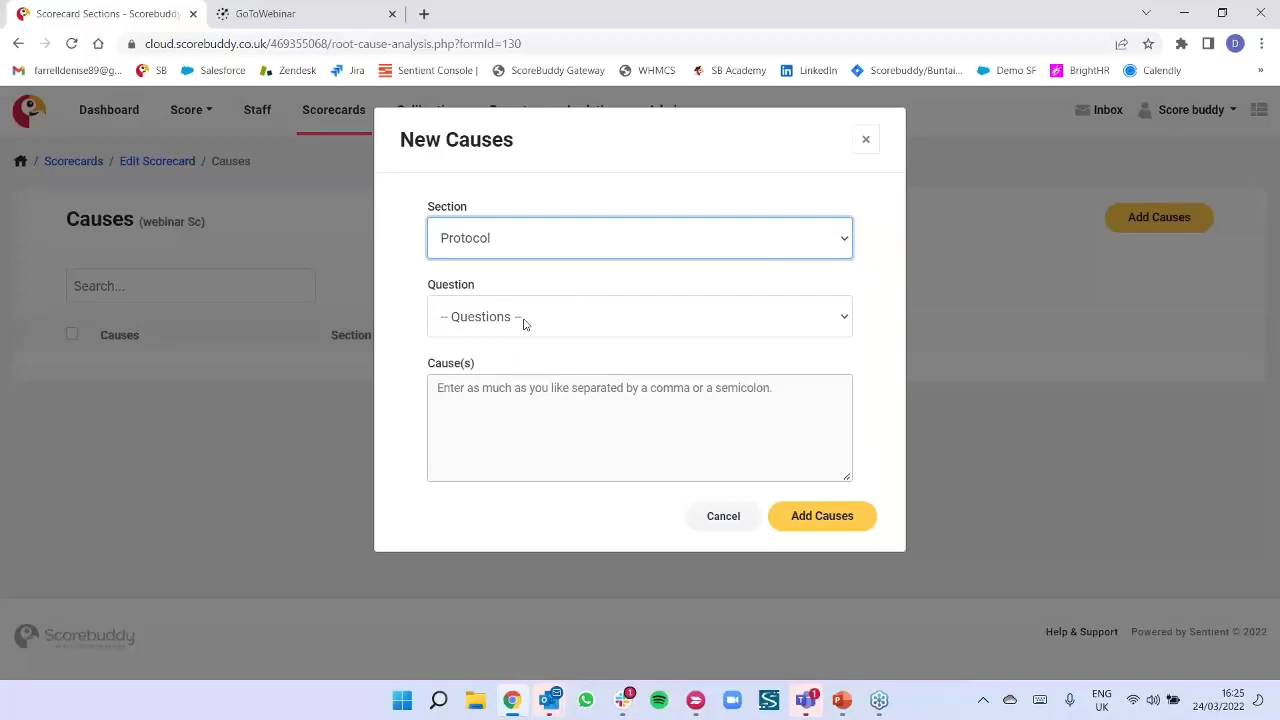 Scorecard Sections - Scorebuddy
GoToWebinar
cloud.scorebuddy.co.uk/469355068/root-cause-analysis.php?formId=130
D
farrelldenise99@g...
SB
Salesforce
Zendesk
Jira
Sentient Console |
ScoreBuddy Gateway
WHMCS
SB Academy
LinkedIn
Scorebuddy/Buntai...
Demo SF
BrightHR
Calendly
»
Dashboard
Score
Staff
Scorecards
Inbox
Score buddy
/ Scorecards / Edit Scorecard / Causes
Causes (webinar Sc)
Add Causes
Search...
Causes
Section
New Causes
×
Section
Protocol
Question
-- Questions --
Cause(s)
Enter as much as you like separated by a comma or a semicolon.
Cancel
Add Causes
Scorebuddy
Help & Support
Powered by Sentient © 2022
1
1
ENG
UK
16:25
24/03/2022